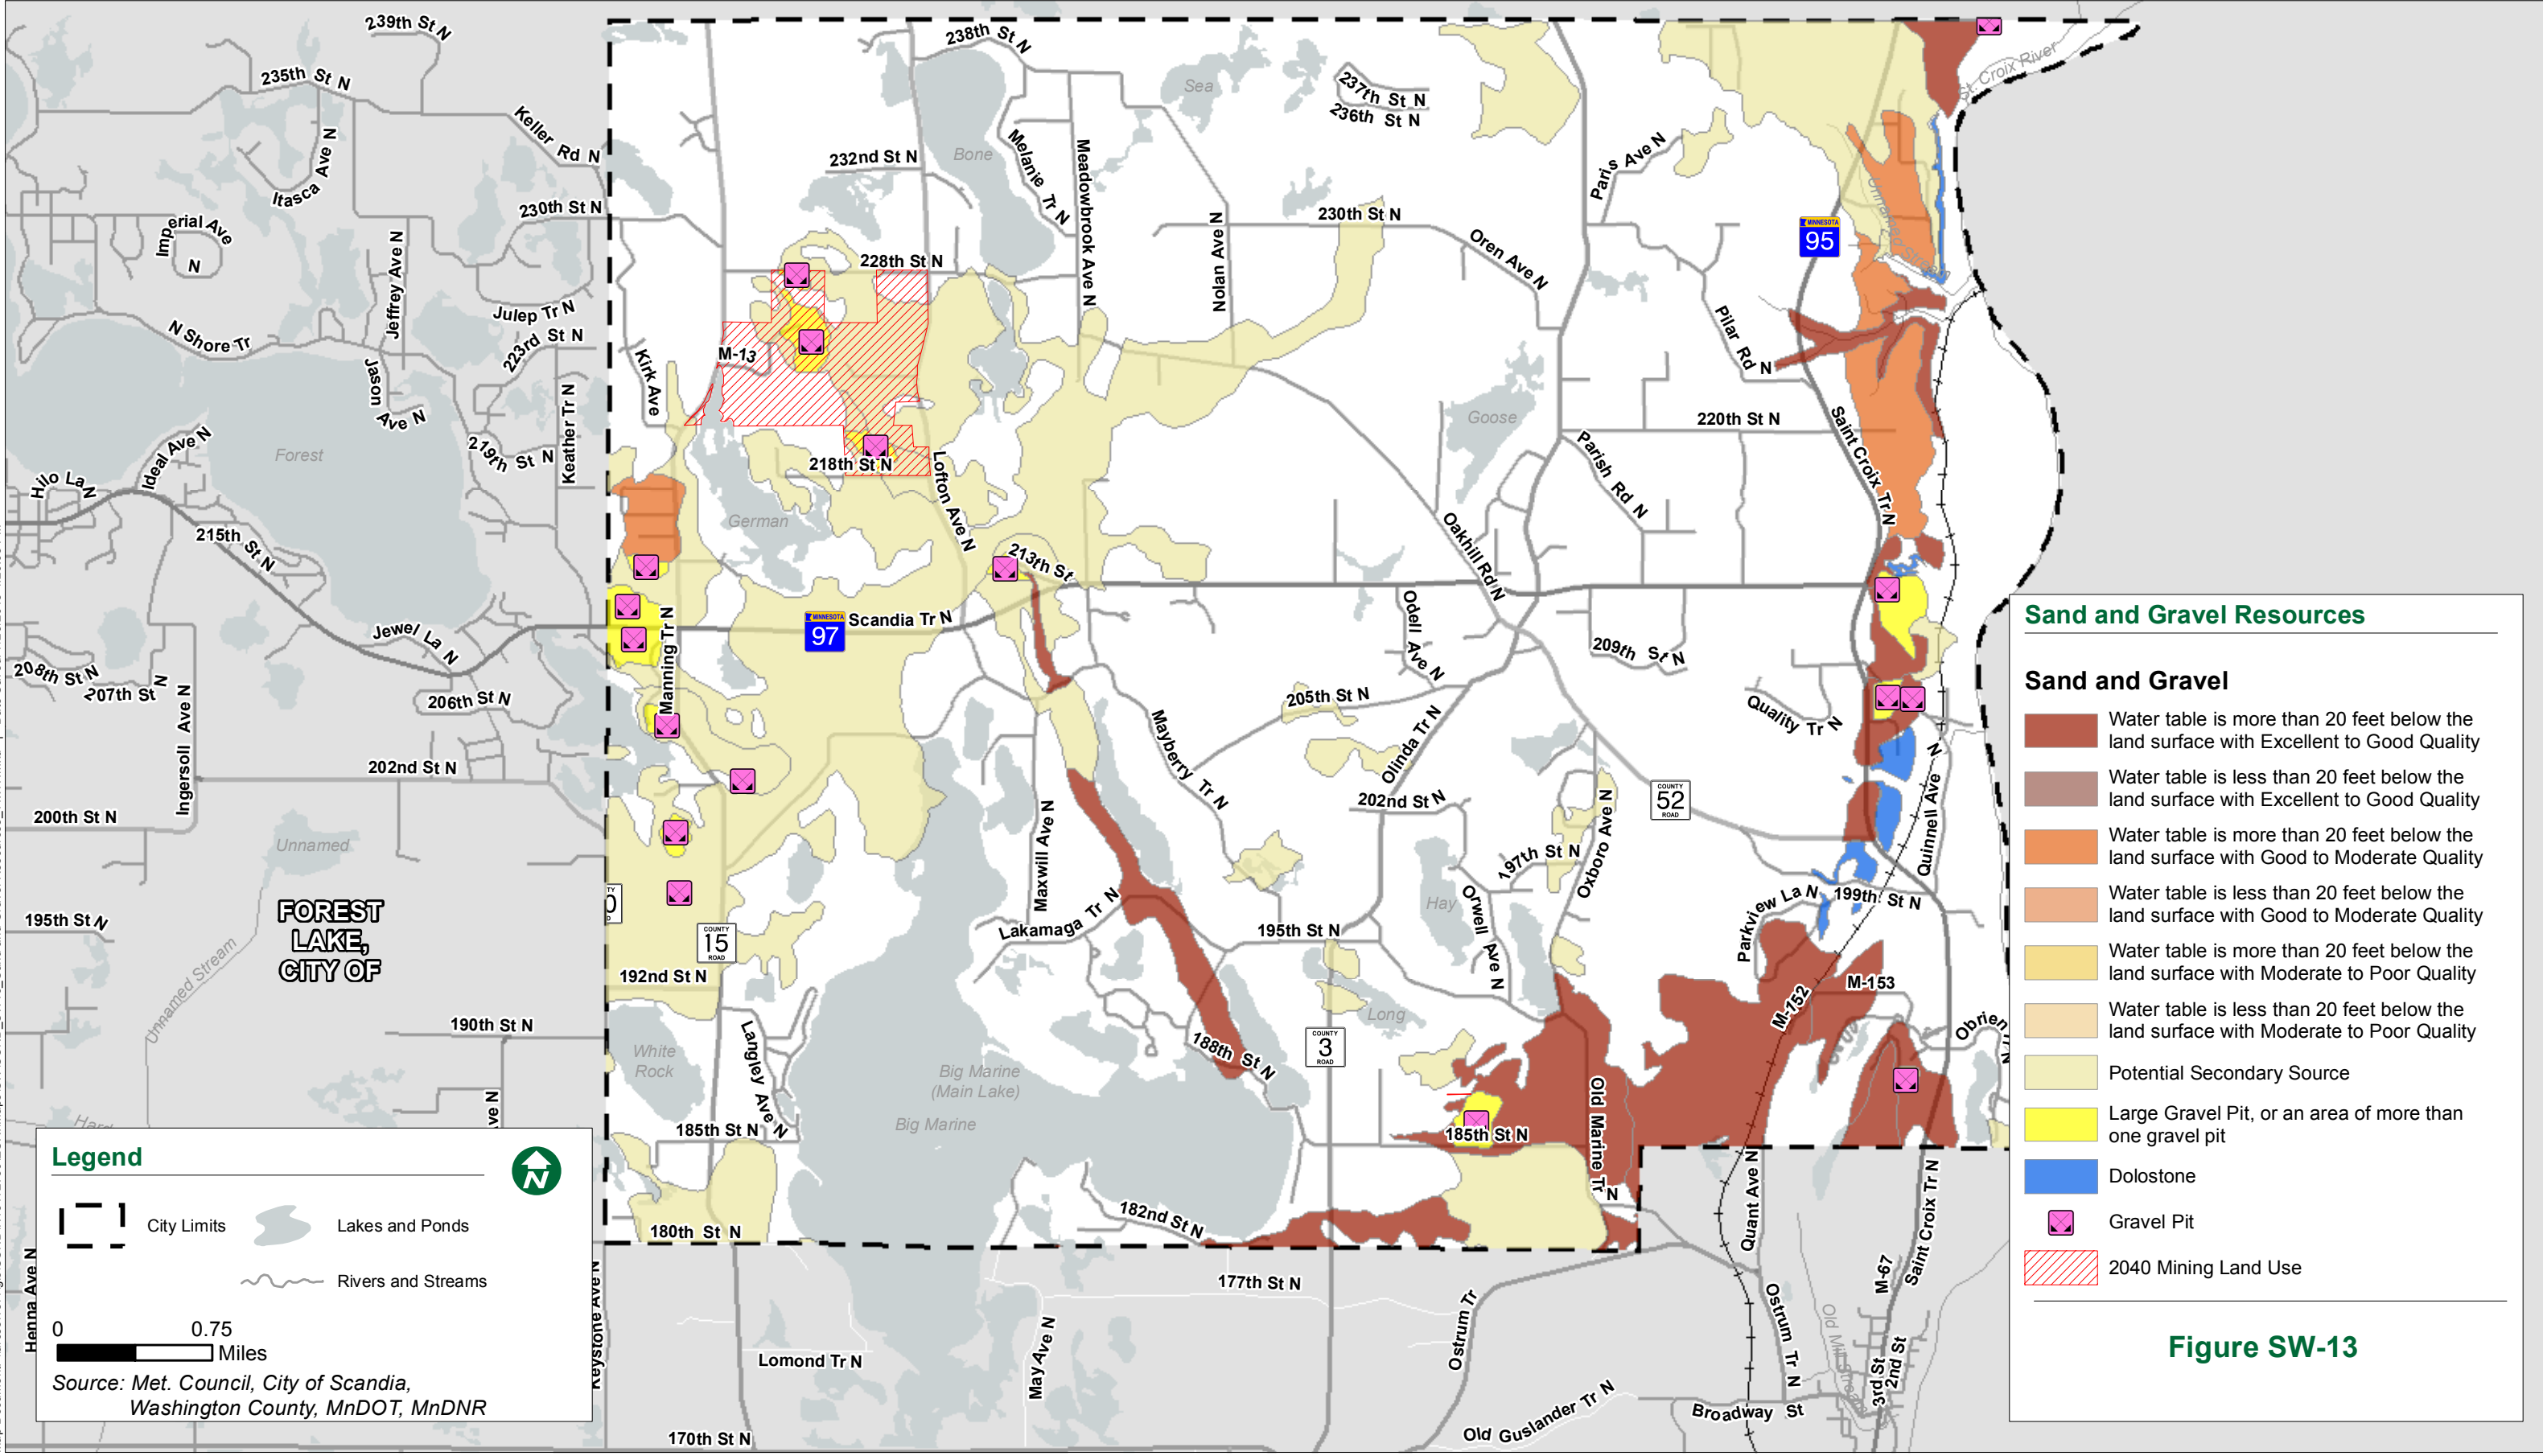 239th St N
235th St N
Keller Rd N
Itasca Ave N
230th St N
Imperial Ave
N
Jeffrey Ave N
Julep Tr N
223rd St N
N Shore Tr
Jason
Ave N
Keather Tr N
219th St N
Ideal Ave N
Forest
Hilo La N
215th St N
Jewel La N
208th St N
207th St N
206th St N
Ingersoll Ave N
202nd St N
200th St N
Unnamed
195th St N
Unnamed Stream
FOREST
LAKE,
CITY OF
190th St N
238th St N
Sea
237th St N
236th St N
Bone
232nd St N
Melanie Tr N
Meadowbrook Ave N
Nolan Ave N
230th St N
Oren Ave N
Paris Ave N
St. Croix River
Unnamed Stream
MINNESOTA
95
228th St N
M-13
Kirk Ave
Pilar Rd N
Goose
220th St N
Saint Croix Tr N
Parish Rd N
218th St N
Lofton Ave N
German
Oakhill Rd N
213th St
MINNESOTA
97
Scandia Tr N
Manning Tr N
Odell Ave N
209th St N
205th St N
Olinda Tr N
Quality Tr N
Mayberry Tr N
202nd St N
COUNTY
52
ROAD
Oxboro Ave N
197th St N
Quinnell Ave N
Maxwill Ave N
Lakamaga Tr N
Hay
Orwell Ave N
199th St N
Parkview La N
195th St N
COUNTY
15
ROAD
192nd St N
M-153
M-152
Long
Obrien
COUNTY
3
ROAD
188th St N
White
Rock
Langley Ave N
Big Marine
(Main Lake)
Big Marine
185th St N
185th St N
Old Marine Tr
N
182nd St N
180th St N
177th St N
Quant Ave N
Saint Croix Tr N
M-67
Ostrum Tr
Ostrum Tr N
Old Mill Stream
3rd St
2nd St
Lomond Tr N
May Ave N
Keystone Ave N
Henna Ave N
Broadway St
Old Guslander Tr N
170th St N
Legend
N
City Limits
Lakes and Ponds
Rivers and Streams
0 0.75
Miles
Source: Met. Council, City of Scandia,
Washington County, MnDOT, MnDNR
Sand and Gravel Resources
Sand and Gravel
Water table is more than 20 feet below the
land surface with Excellent to Good Quality
Water table is less than 20 feet below the
land surface with Excellent to Good Quality
Water table is more than 20 feet below the
land surface with Good to Moderate Quality
Water table is less than 20 feet below the
land surface with Good to Moderate Quality
Water table is more than 20 feet below the
land surface with Moderate to Poor Quality
Water table is less than 20 feet below the
land surface with Moderate to Poor Quality
Potential Secondary Source
Large Gravel Pit, or an area of more than
one gravel pit
Dolostone
Gravel Pit
2040 Mining Land Use
Figure SW-13